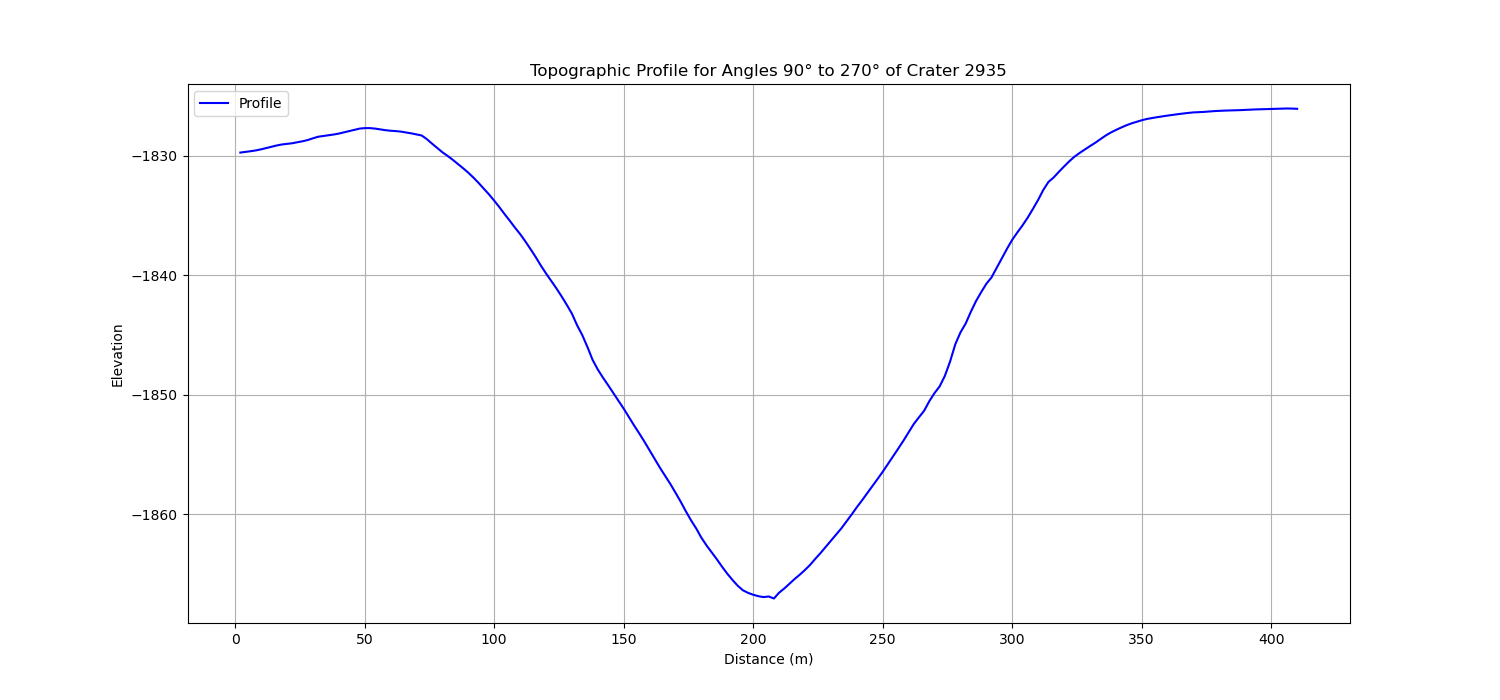 Topographic Profile for Angles 90° to 270° of Crater 2935
Profile
−1830
−1840
−1850
−1860
Elevation
0 50 100 150 200 250 300 350 400
Distance (m)